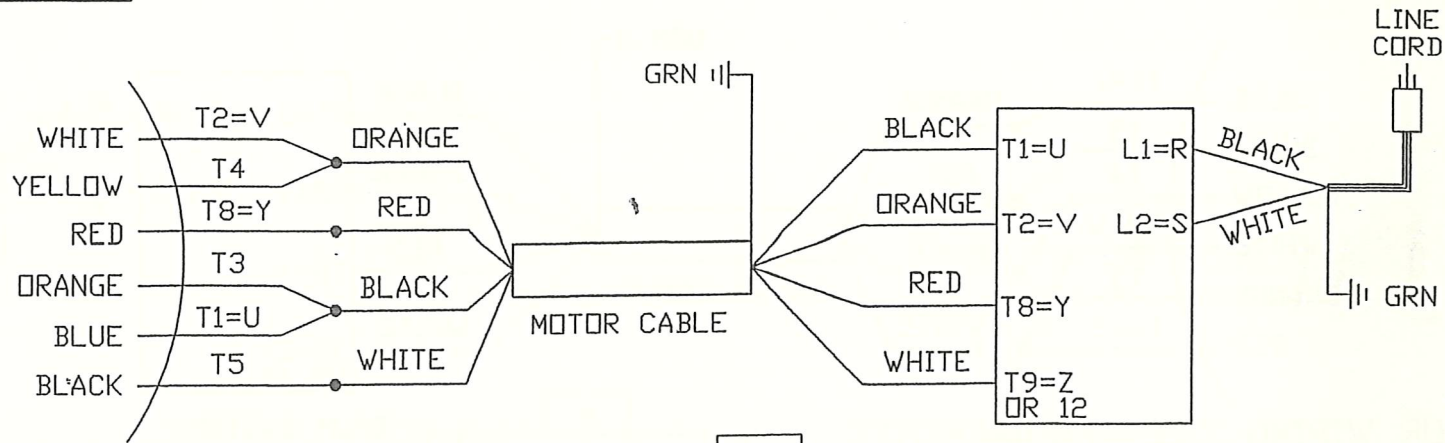 LINE
CORD
GRN
WHITE T2=V ORANGE
YELLOW T4
RED T8=Y RED
ORANGE T3
BLUE T1=U BLACK
BLACK T5 WHITE
MOTOR CABLE
BLACK T1=U L1=R BLACK
ORANGE T2=V L2=S WHITE
RED T8=Y
WHITE T9=Z
OR 12
GRN